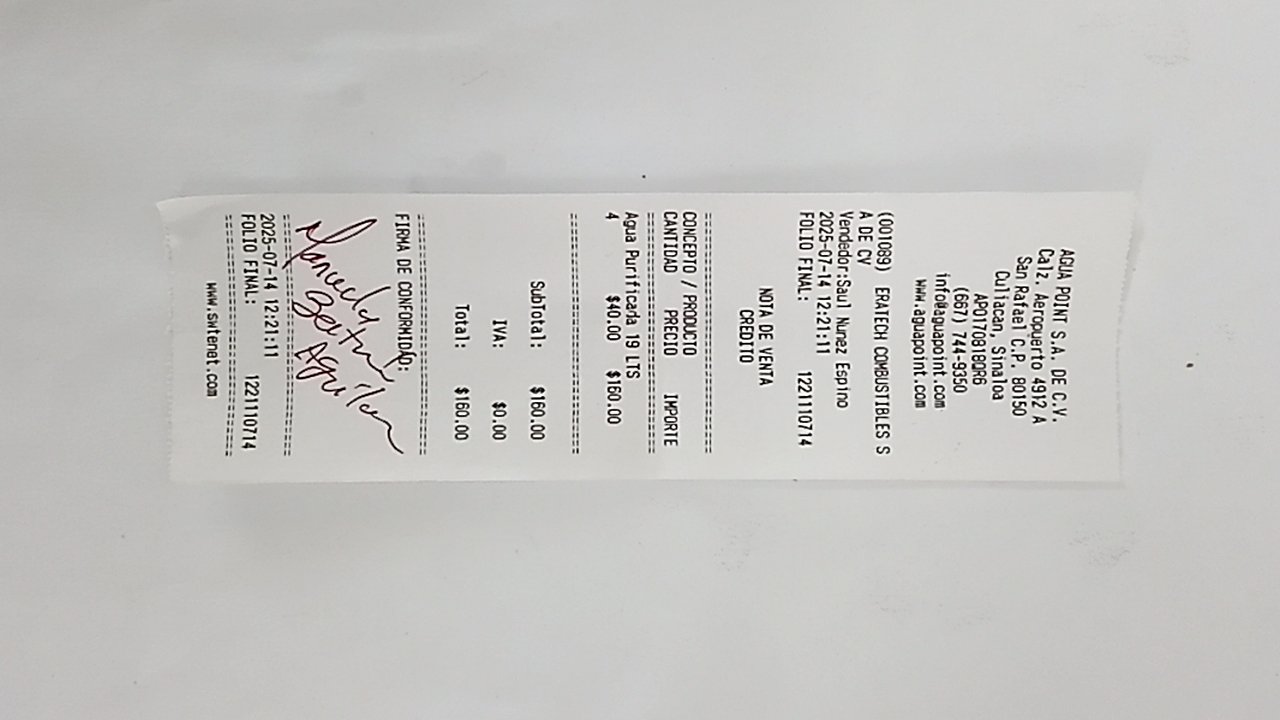 AGUA POINT S.A. DE C.V.
Calz. Aeropuerto 4912 A
San Rafael C.P. 80150
Culiacan, Sinaloa
APO170818QR6
(667) 744-9350
info@aguapoint.com
www.aguapoint.com
(001089) ERATECH COMBUSTIBLES S
A DE CV
Vendedor:Saul Nunez Espino
2025-07-14 12:21:11
FOLIO FINAL: 1221110714
NOTA DE VENTA
CREDITO
CONCEPTO / PRODUCTO
CANTIDAD PRECIO IMPORTE
Agua Purificada 19 LTS
4 $40.00 $160.00
SubTotal: $160.00
IVA: $0.00
Total: $160.00
FIRMA DE CONFORMIDAD:
Manuel
Aguilar
2025-07-14 12:21:11
FOLIO FINAL: 1221110714
www.swtenet.com